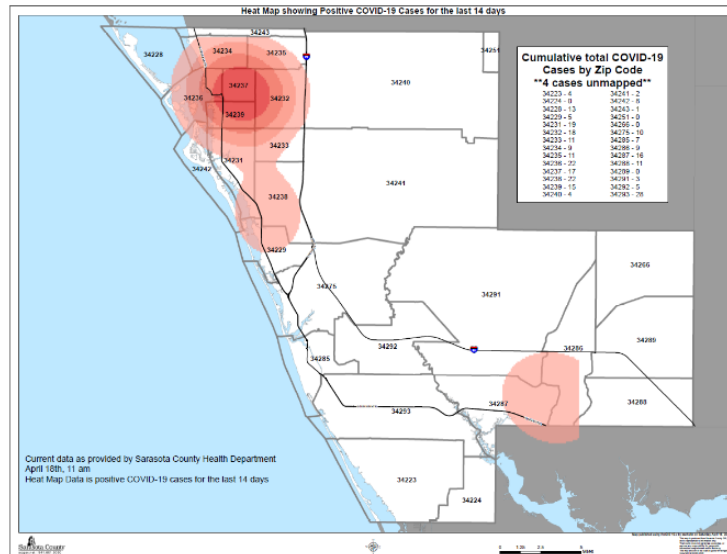 Heat Map showing Positive COVID-19 Cases for the last 14 days
34243
34228
34234
34235
34251
34240
34237
34236
34232
34239
34233
34231
34242
34241
34238
34229
34275
34266
34291
34292
34286
34289
34285
34287
34288
34293
34223
34224
Cumulative total COVID-19
Cases by Zip Code
**4 cases unmapped**
34223 - 4 34241 - 2
34224 - 0 34242 - 8
34228 - 13 34243 - 1
34229 - 5 34251 - 0
34231 - 19 34266 - 0
34232 - 18 34275 - 10
34233 - 11 34285 - 7
34234 - 9 34286 - 9
34235 - 11 34287 - 16
34236 - 22 34288 - 11
34237 - 17 34289 - 0
34238 - 22 34291 - 3
34239 - 15 34292 - 5
34240 - 4 34293 - 28
Current data as provided by Sarasota County Health Department
April 18th, 11 am
Heat Map Data is positive COVID-19 cases for the last 14 days
Sarasota County